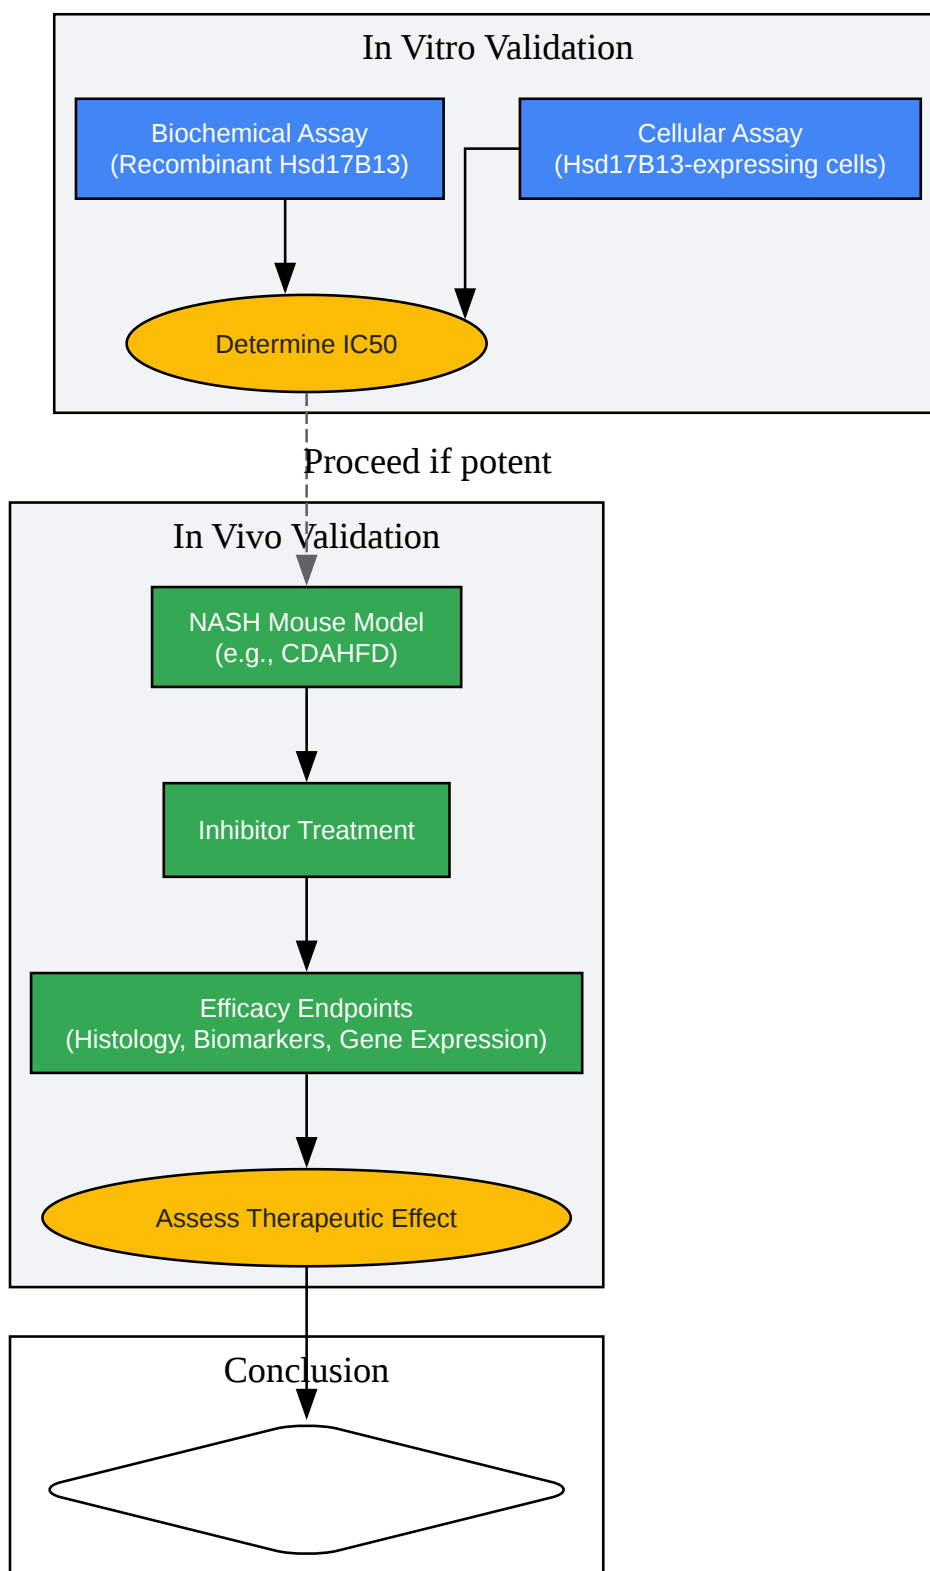 In Vitro Validation
Biochemical Assay
(Recombinant Hsd17B13)
Cellular Assay
(Hsd17B13-expressing cells)
Determine IC50
Proceed if potent
In Vivo Validation
NASH Mouse Model
(e.g., CDAHFD)
Inhibitor Treatment
Efficacy Endpoints
(Histology, Biomarkers, Gene Expression)
Assess Therapeutic Effect
Conclusion